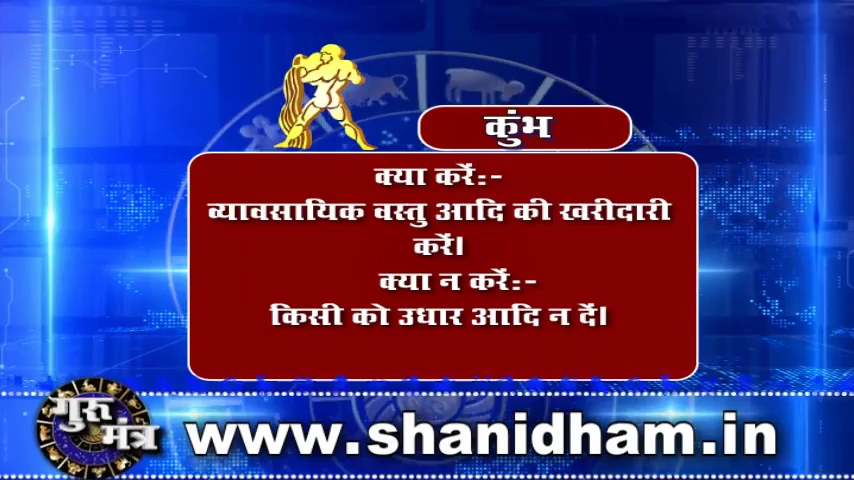 कुंभ
क्या करें:-
व्यावसायिक वस्तु आदि की खरीदारी
करें।
क्या न करें:-
किसी को उधार आदि न दें।
गुरु
मंत्र
www.shanidham.in